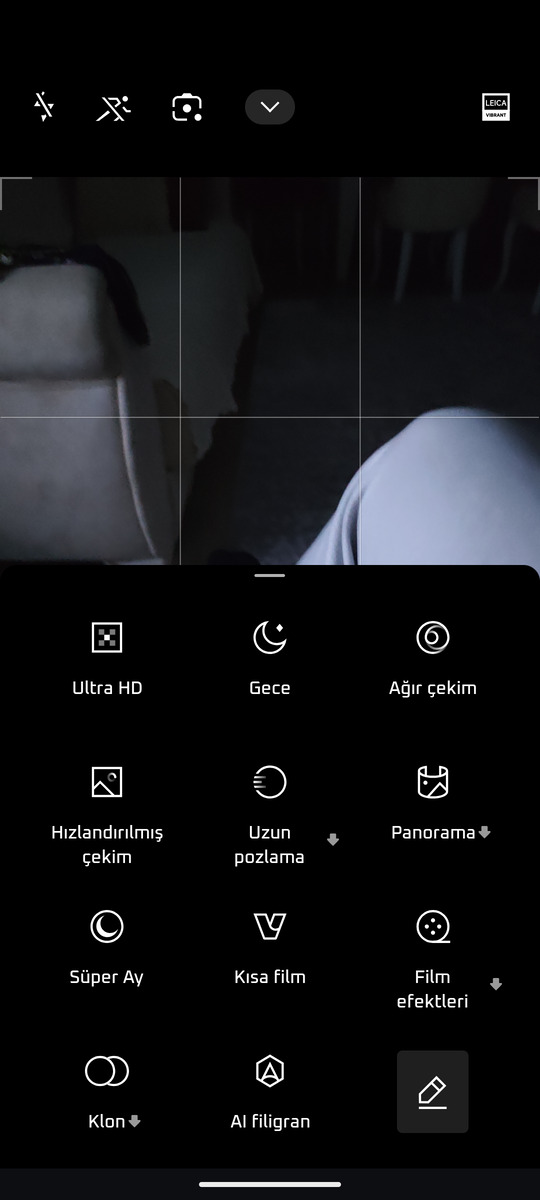 LEICA
VIBRANT
Ultra HD
Gece
Ağır çekim
Hızlandırılmış
çekim
Uzun
pozlama
Panorama
Süper Ay
Kısa film
Film
efektleri
Klon
AI filigran